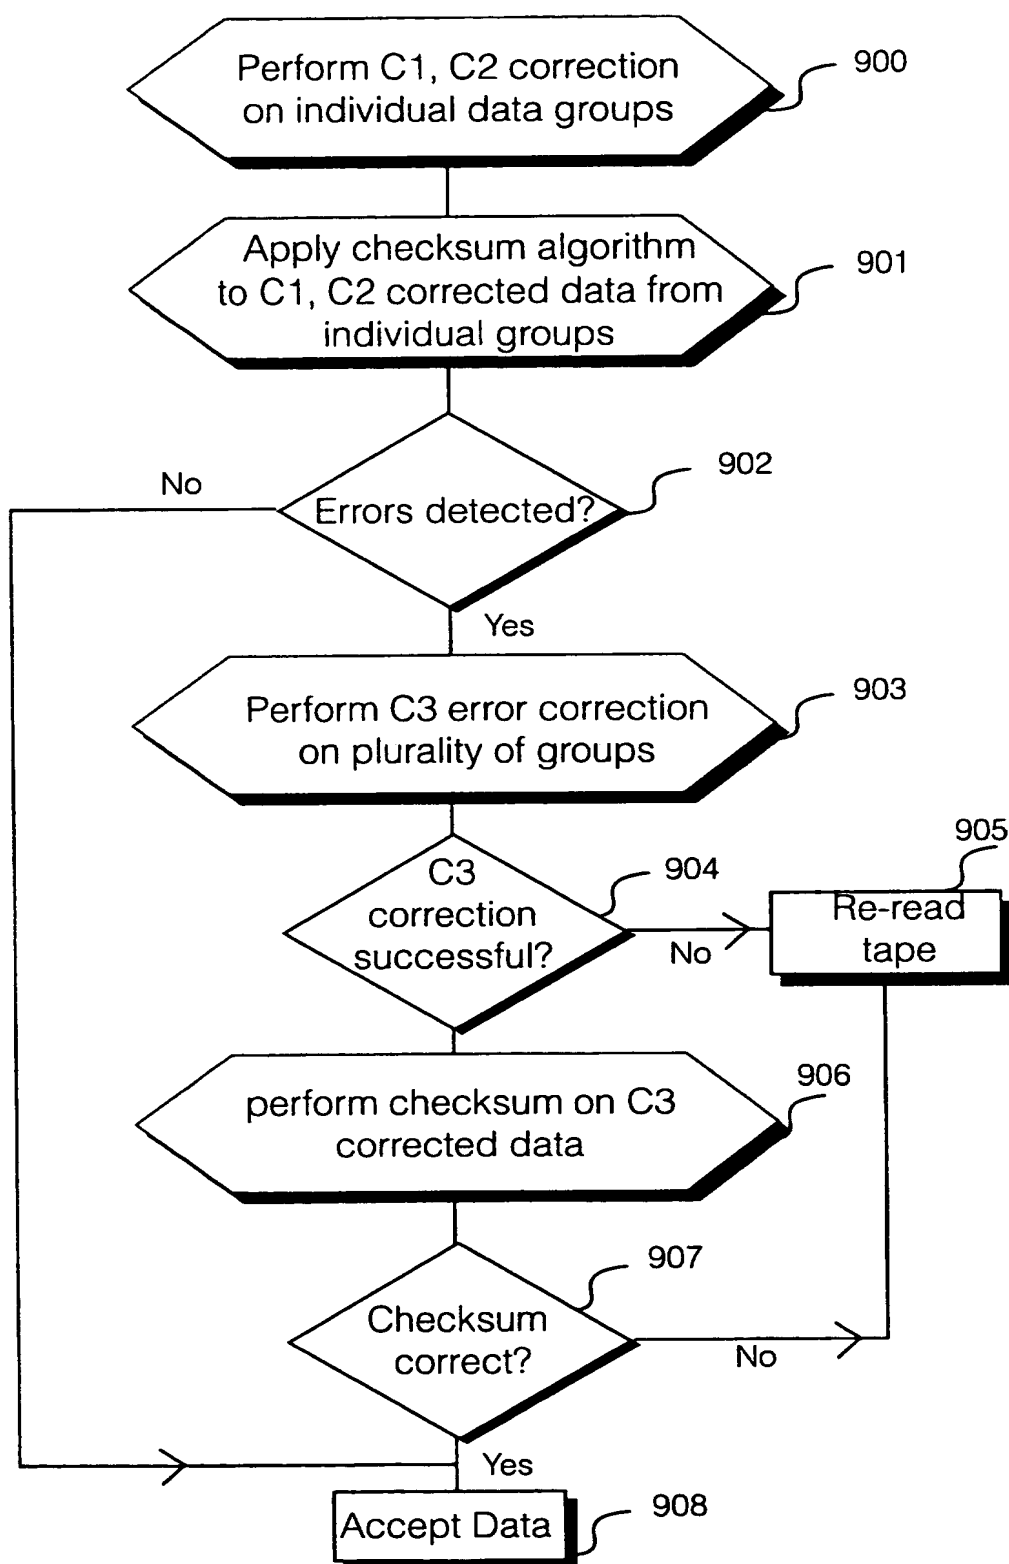 Perform C1, C2 correction
on individual data groups
900
Apply checksum algorithm
to C1, C2 corrected data from
individual groups
901
No
Errors detected?
902
Yes
Perform C3 error correction
on plurality of groups
903
C3
correction
successful?
904
No
905
Re-read
tape
perform checksum on C3
corrected data
906
Checksum
correct?
907
No
Yes
Accept Data
908